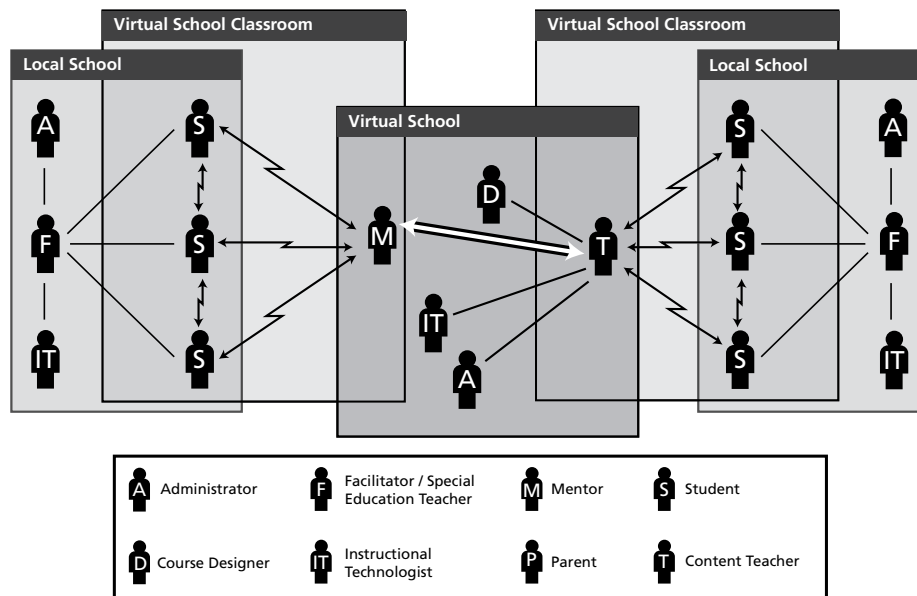 Virtual School Classroom
Virtual School Classroom
Local School
Local School
Virtual School
A
S
S
A
D
F
S
M
T
S
F
IT
IT
S
A
S
IT
A Administrator
F Facilitator / Special
Education Teacher
M Mentor
S Student
D Course Designer
IT Instructional
Technologist
P Parent
T Content Teacher